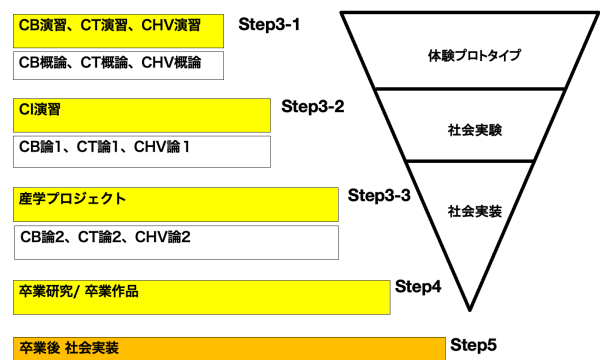 CB演習、CT演習、CHV演習
Step3-1
CB概論、CT概論、CHV概論
体験プロトタイプ
CI演習
Step3-2
CB論1、CT論1、CHV論１
社会実験
産学プロジェクト
Step3-3
CB論2、CT論2、CHV論2
社会実装
卒業研究/ 卒業作品
Step4
卒業後 社会実装
Step5